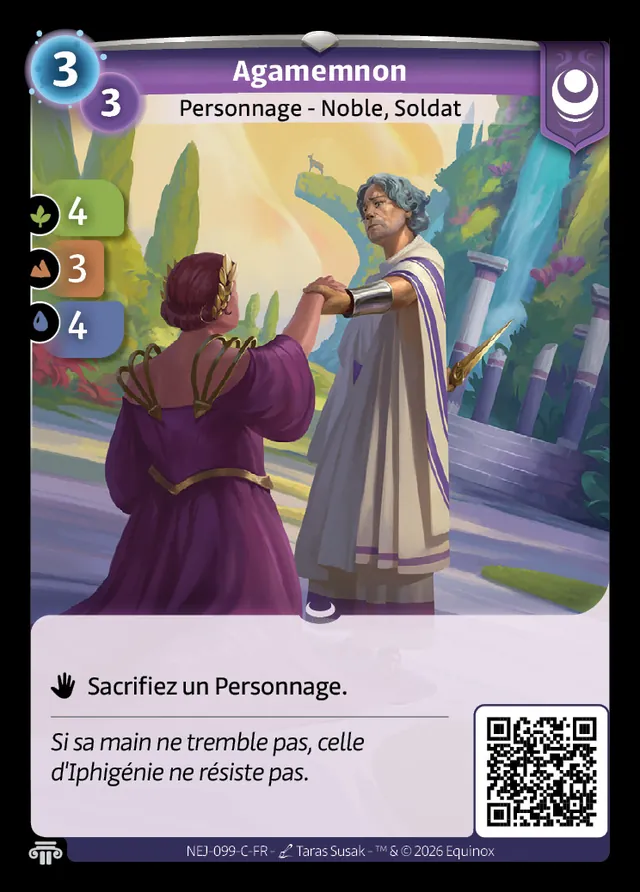 3
Agamemnon
3
Personnage - Noble, Soldat
4
3
4
Sacrifiez un Personnage.
Si sa main ne tremble pas, celle
d'Iphigénie ne résiste pas.
NEJ-099-C-FR - Taras Susak - ™ & © 2026 Equinox